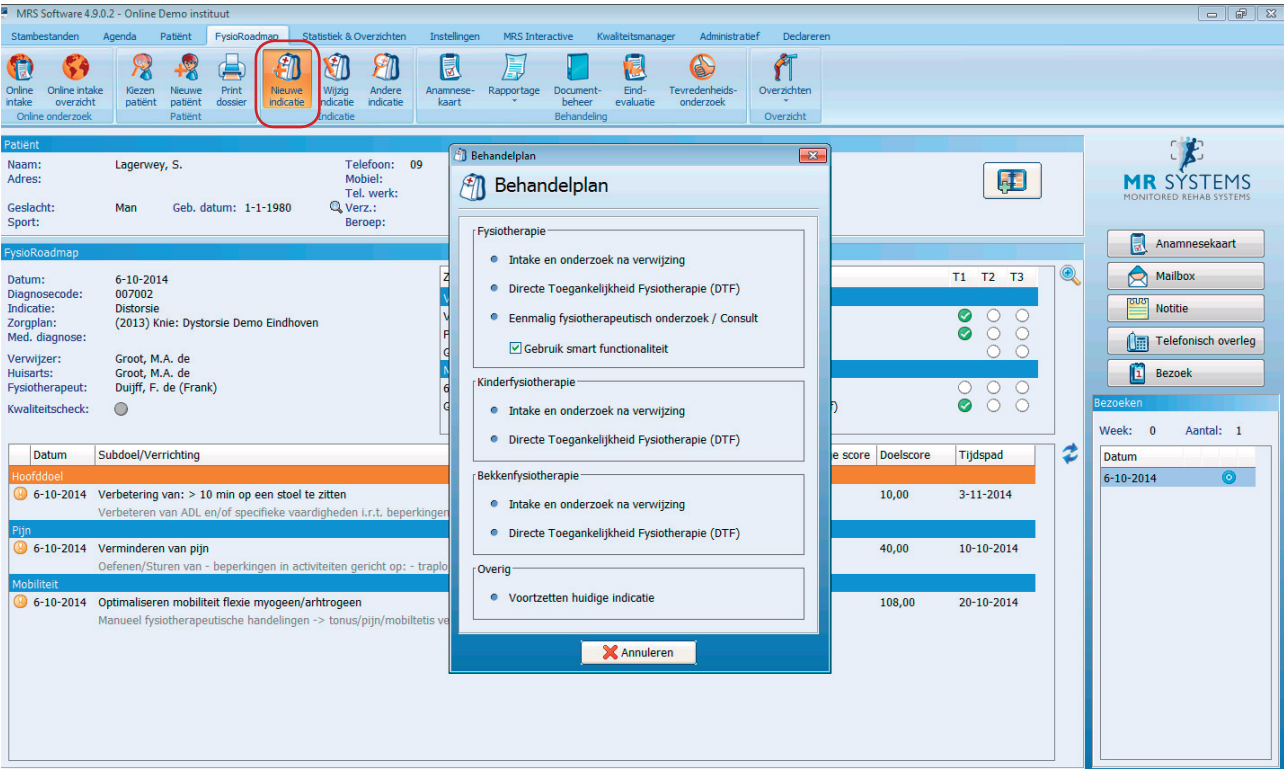 MRS Software 4.9.0.2 - Online Demo instituut
Stambestanden Agenda Patiënt FysioRoadmap Statistiek & Overzichten Instellingen MRS Interactive Kwaliteitsmanager Administratief Declareren
Online intake
Online intake overzicht
Kiezen patiënt
Nieuwe patiënt
Print dossier
Nieuwe indicatie
Wijzig indicatie
Andere indicatie
Anamnese-kaart
Rapportage
Document-beheer
Eind-evaluatie
Tevredenheids-onderzoek
Overzichten
Online onderzoek Patiënt Indicatie Behandeling Overzicht
Patiënt
Naam: Lagerwey, S. Telefoon: 09
Adres: Mobiel:
Tel. werk:
Geslacht: Man Geb. datum: 1-1-1980 Verz.:
Sport: Beroep:
FysioRoadmap
Datum: 6-10-2014
Diagnosecode: 007002
Indicatie: Distorsie
Zorgplan: (2013) Knie: Dystorsie Demo Eindhoven
Med. diagnose:
Verwijzer: Groot, M.A. de
Huisarts: Groot, M.A. de
Fysiotherapeut: Duijff, F. de (Frank)
Kwaliteitscheck:
T1 T2 T3
Datum Subdoel/Verrichting e score Doelscore Tijdspad
Hoofddoel
6-10-2014 Verbetering van: > 10 min op een stoel te zitten 10,00 3-11-2014
Verbeteren van ADL en/of specifieke vaardigheden i.r.t. beperkingen
Pijn
6-10-2014 Verminderen van pijn 40,00 10-10-2014
Oefenen/Sturen van - beperkingen in activiteiten gericht op: - traplo
Mobiliteit
6-10-2014 Optimaliseren mobiliteit flexie myogeen/arhtrogeen 108,00 20-10-2014
Manueel fysiotherapeutische handelingen -> tonus/pijn/mobiltetis ve
Behandelplan
Behandelplan
Fysiotherapie
Intake en onderzoek na verwijzing
Directe Toegankelijkheid Fysiotherapie (DTF)
Eenmalig fysiotherapeutisch onderzoek / Consult
Gebruik smart functionaliteit
Kinderfysiotherapie
Intake en onderzoek na verwijzing
Directe Toegankelijkheid Fysiotherapie (DTF)
Bekkenfysiotherapie
Intake en onderzoek na verwijzing
Directe Toegankelijkheid Fysiotherapie (DTF)
Overig
Voortzetten huidige indicatie
Annuleren
MR SYSTEMS
MONITORED REHAB SYSTEMS
Anamnesekaart
Mailbox
Notitie
Telefonisch overleg
Bezoek
Bezoeken
Week: 0 Aantal: 1
Datum
6-10-2014